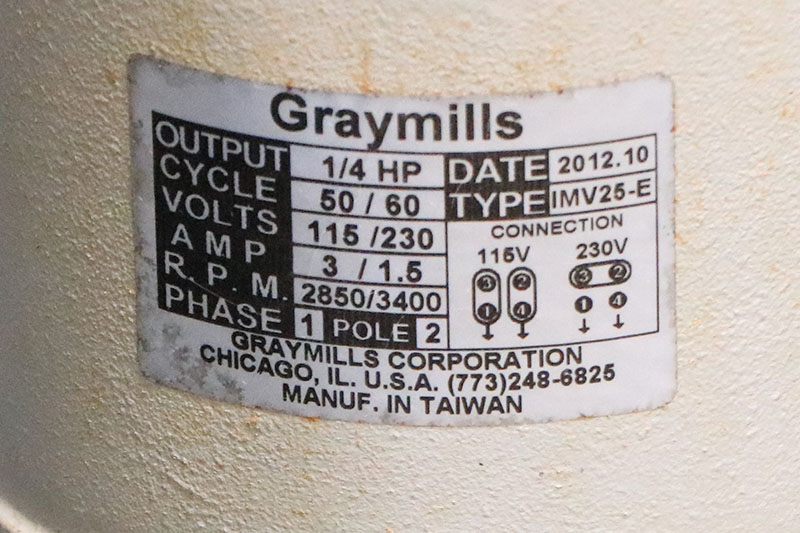 Graymills
OUTPUT 1/4 HP DATE 2012.10
CYCLE 50 / 60 TYPE IMV25-E
VOLTS 115 /230 CONNECTION
AMP 3 / 1.5 115V 230V
R. P. M. 2850/3400 3 2 3 2
PHASE 1 POLE 2 1 4 1 4
GRAYMILLS CORPORATION
CHICAGO, IL. U.S.A. (773)248-6825
MANUF. IN TAIWAN